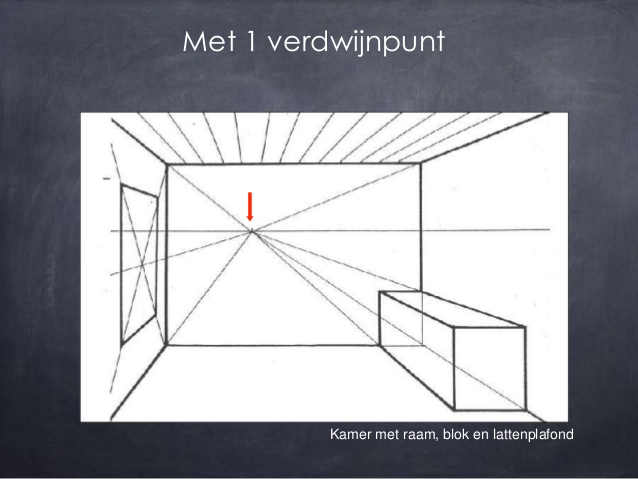 Met 1 verdwijnpunt
Kamer met raam, blok en lattenplafond